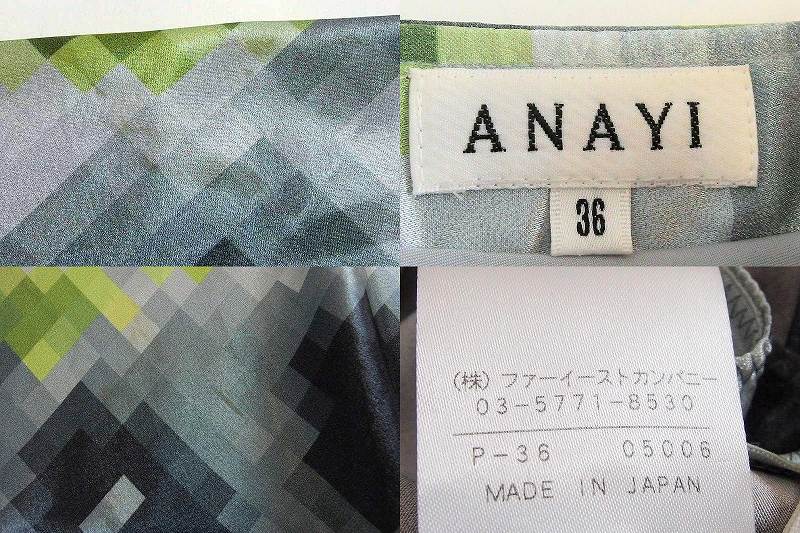 ANAYI
36
(株) ファーイーストカンパニー
03-5771-8530
P-36 05006
MADE IN JAPAN